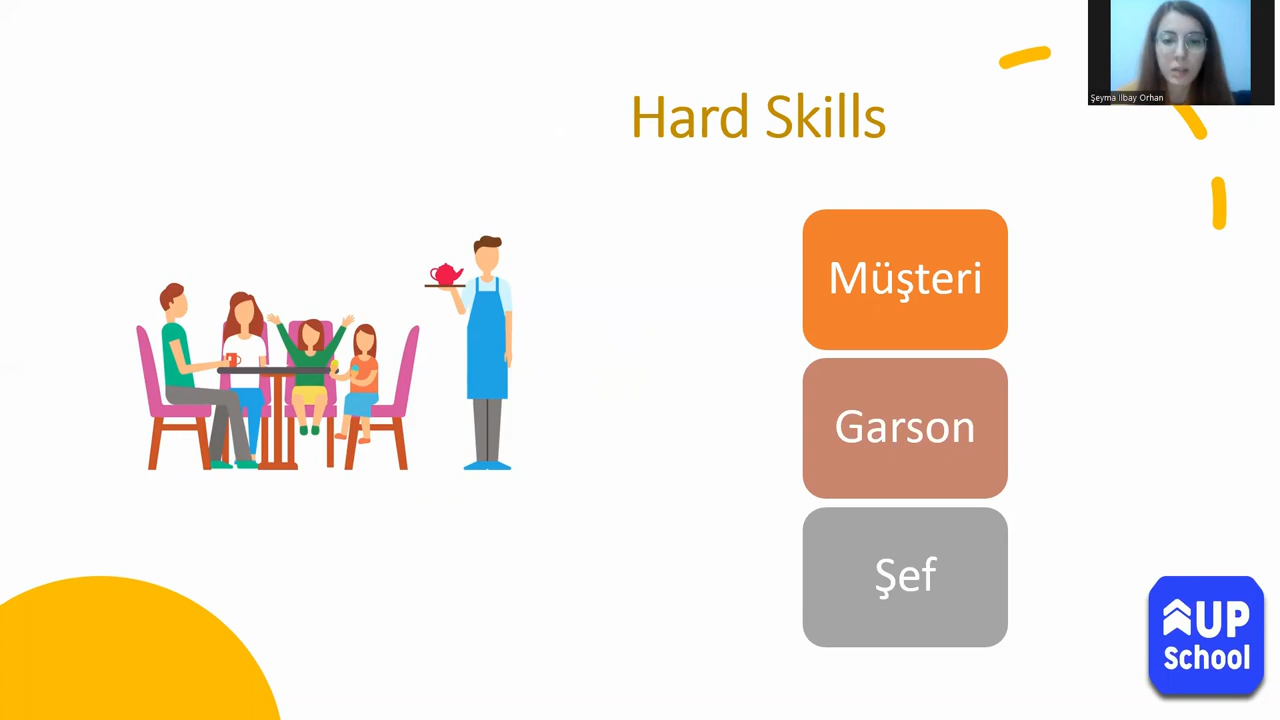 Şeyma Ilbay Orhan
Hard Skills
Müşteri
Garson
Şef
UP
School